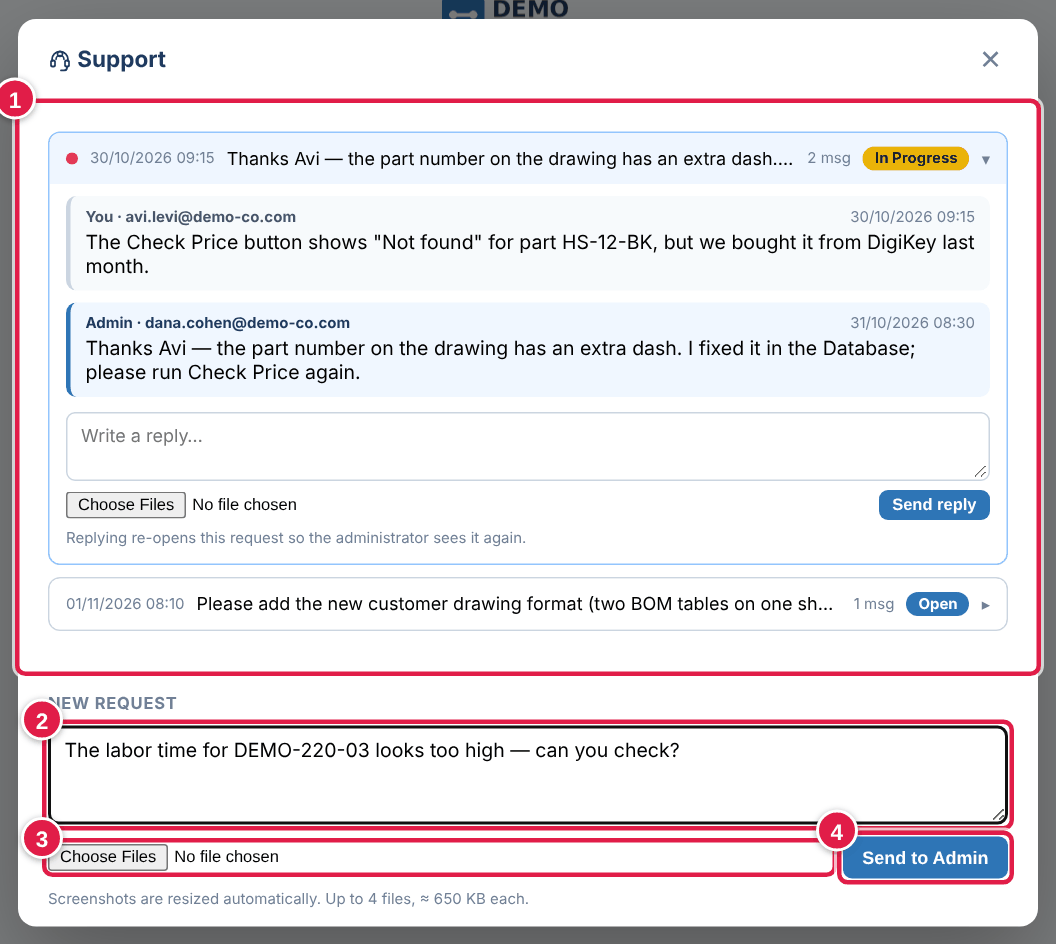 DEMO
Support
1
30/10/2026 09:15 Thanks Avi — the part number on the drawing has an extra dash.... 2 msg In Progress
You · avi.levi@demo-co.com 30/10/2026 09:15
The Check Price button shows "Not found" for part HS-12-BK, but we bought it from DigiKey last
month.
Admin · dana.cohen@demo-co.com 31/10/2026 08:30
Thanks Avi — the part number on the drawing has an extra dash. I fixed it in the Database;
please run Check Price again.
Write a reply...
Choose Files No file chosen Send reply
Replying re-opens this request so the administrator sees it again.
01/11/2026 08:10 Please add the new customer drawing format (two BOM tables on one sh... 1 msg Open
NEW REQUEST
2
The labor time for DEMO-220-03 looks too high — can you check?
3 4
Choose Files No file chosen Send to Admin
Screenshots are resized automatically. Up to 4 files, ≈ 650 KB each.